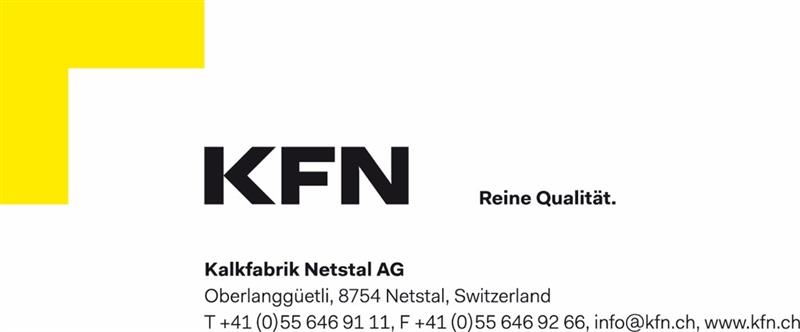 KFN
Reine Qualität.
Kalkfabrik Netstal AG
Oberlanggüetli, 8754 Netstal, Switzerland
T +41 (0)55 646 91 11, F +41 (0)55 646 92 66, info@kfn.ch, www.kfn.ch